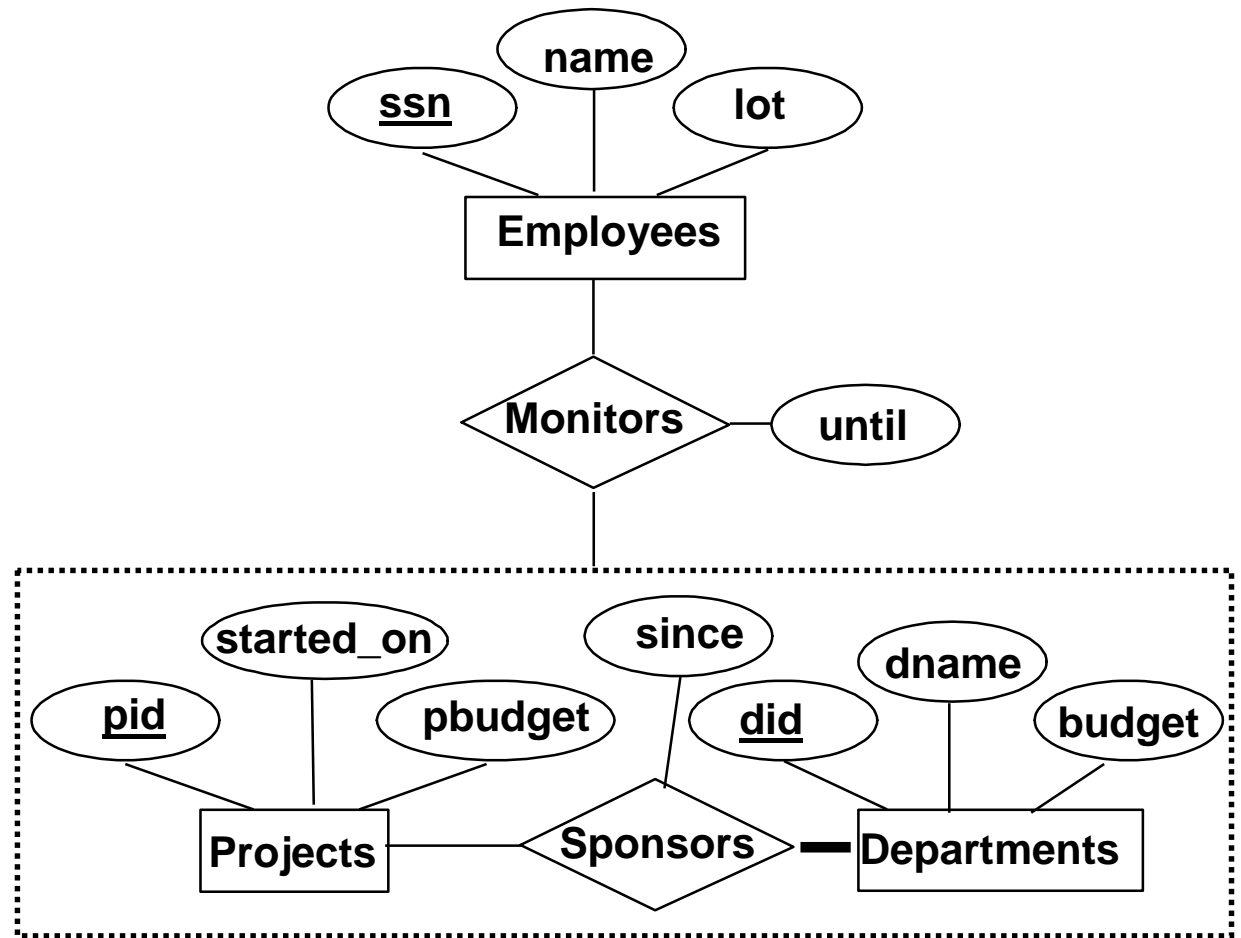 name
ssn
lot
Employees
Monitors
until
started_on
since
dname
pid
pbudget
did
budget
Projects
Sponsors
Departments